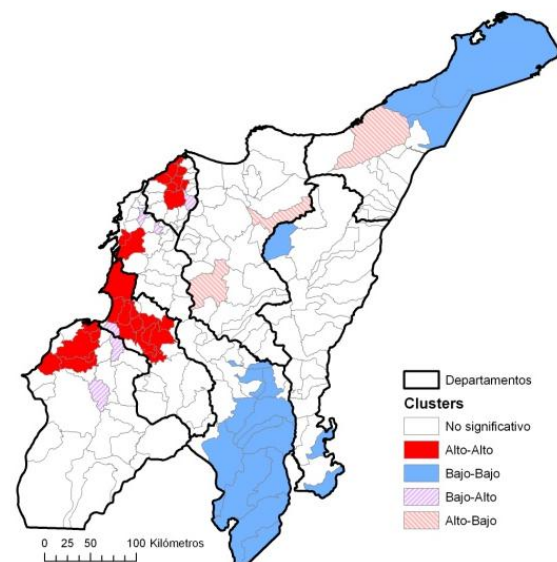 Departamentos
Clusters
No significativo
Alto-Alto
Bajo-Bajo
Bajo-Alto
Alto-Bajo
0 25 50 100 Kilómetros